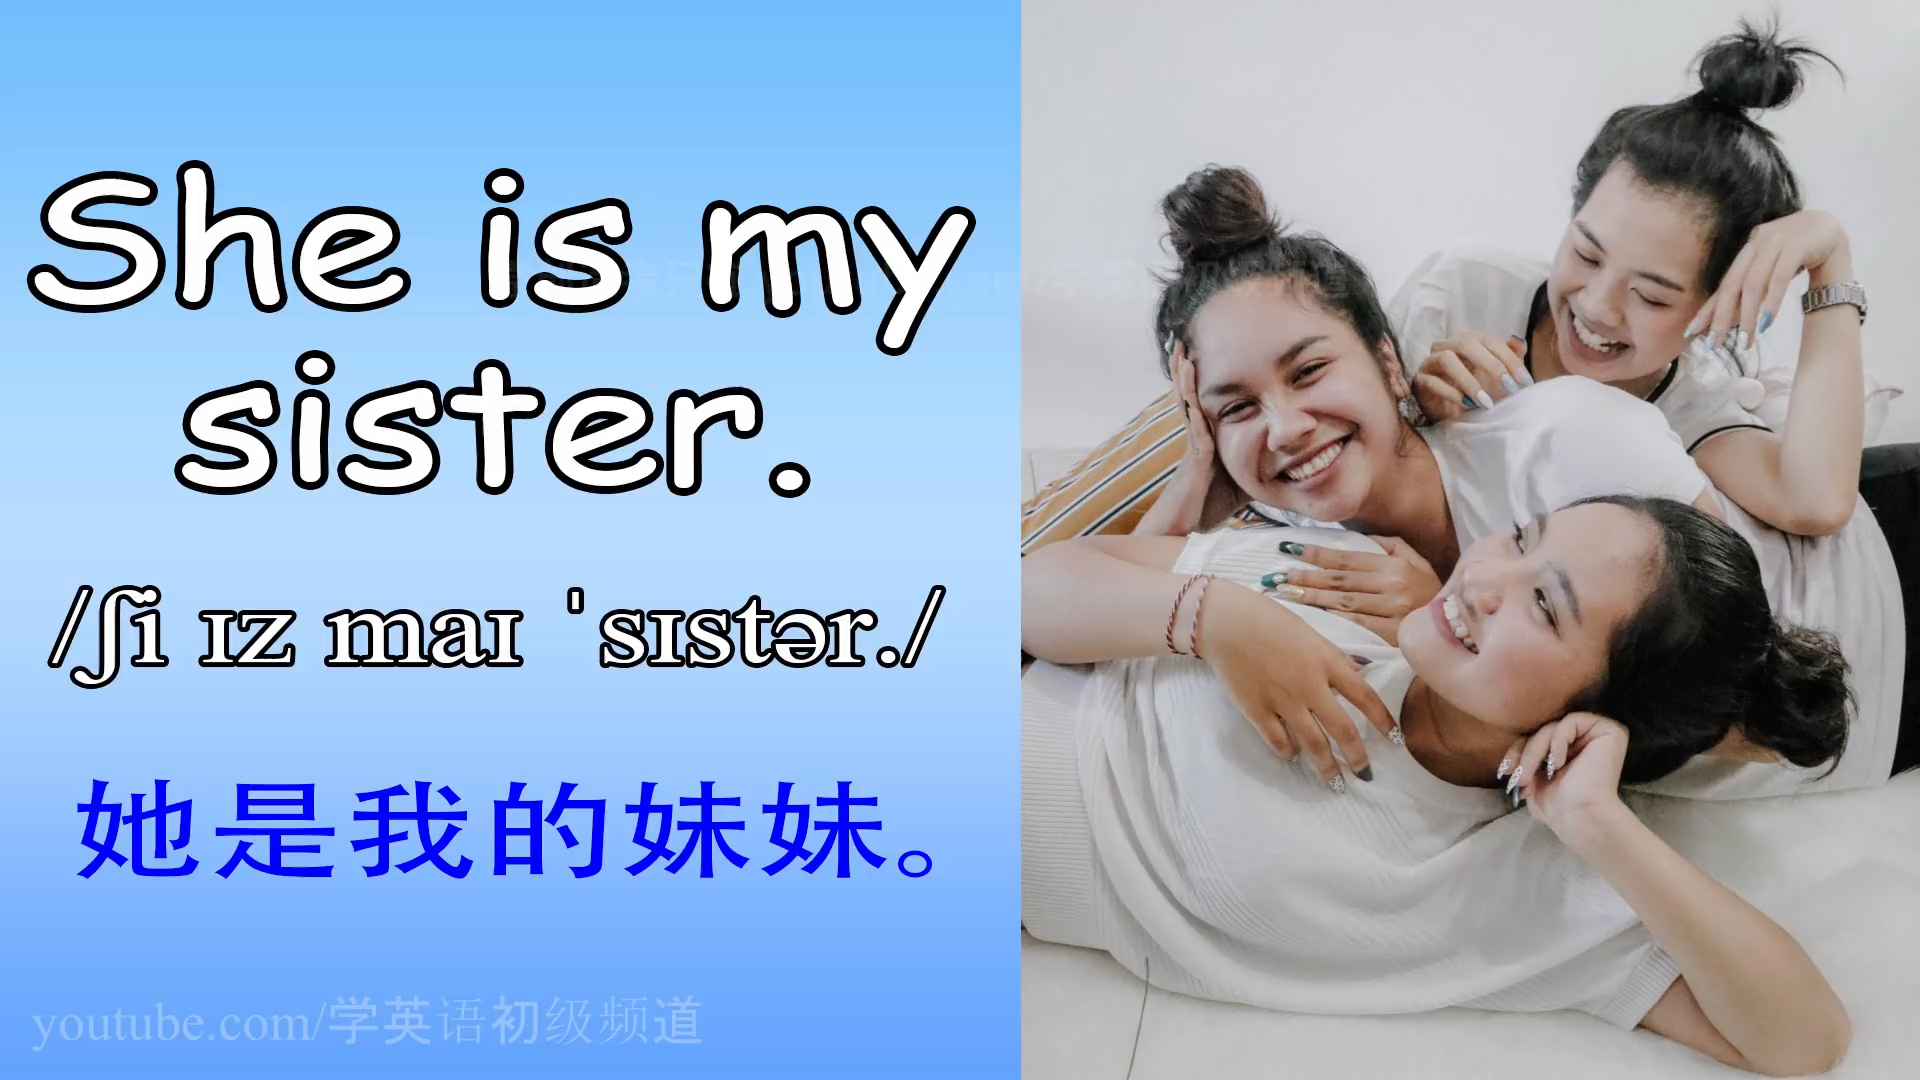 She is my
sister.
/ʃi ɪz maɪ ˈsɪstər./
她是我的妹妹。
youtube.com/学英语初级频道